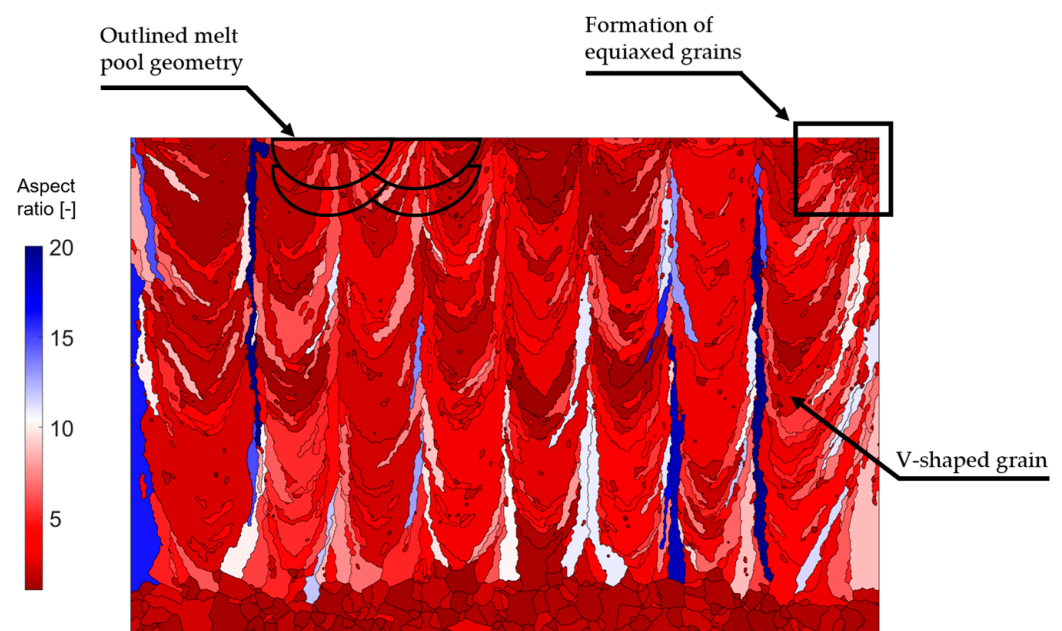 Formation of
equiaxed grains
Outlined melt
pool geometry
Aspect
ratio [-]
20
15
10
5
V-shaped grain